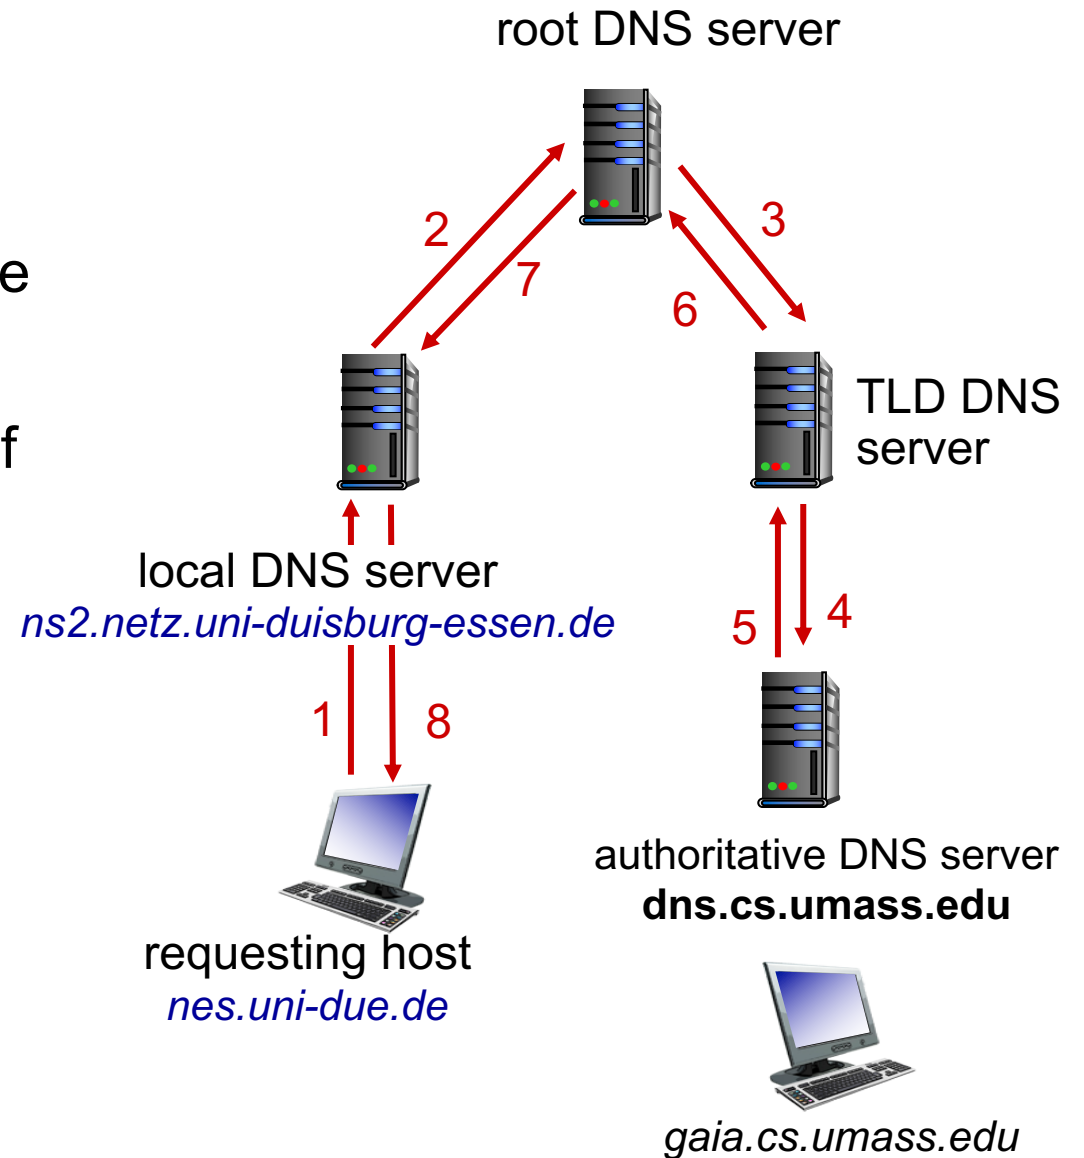 root DNS server
2
3
7
6
e
f
TLD DNS
server
local DNS server
ns2.netz.uni-duisburg-essen.de
5
4
1
8
authoritative DNS server
dns.cs.umass.edu
requesting host
nes.uni-due.de
gaia.cs.umass.edu